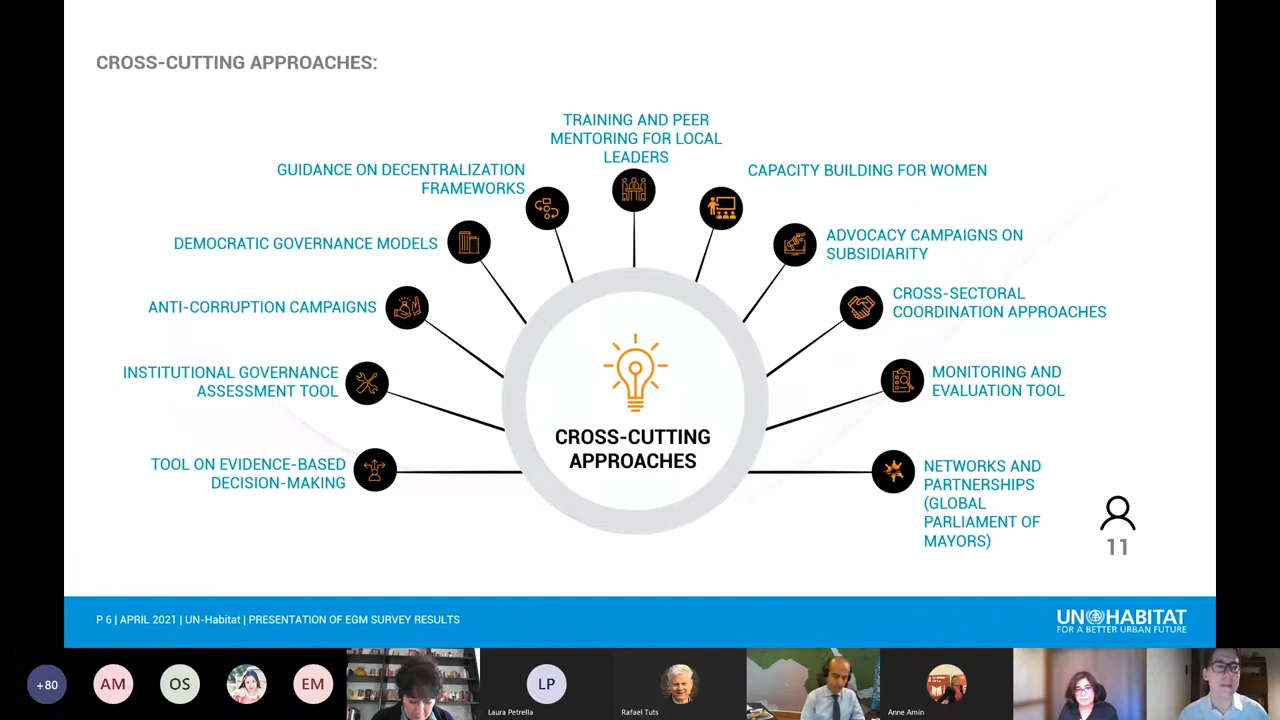 CROSS-CUTTING APPROACHES:
TRAINING AND PEER
MENTORING FOR LOCAL
LEADERS
GUIDANCE ON DECENTRALIZATION
FRAMEWORKS
CAPACITY BUILDING FOR WOMEN
DEMOCRATIC GOVERNANCE MODELS
ADVOCACY CAMPAIGNS ON
SUBSIDIARITY
ANTI-CORRUPTION CAMPAIGNS
CROSS-SECTORAL
COORDINATION APPROACHES
INSTITUTIONAL GOVERNANCE
ASSESSMENT TOOL
MONITORING AND
EVALUATION TOOL
CROSS-CUTTING
APPROACHES
TOOL ON EVIDENCE-BASED
DECISION-MAKING
NETWORKS AND
PARTNERSHIPS
(GLOBAL
PARLIAMENT OF
MAYORS)
11
P 6 | APRIL 2021 | UN-Habitat | PRESENTATION OF EGM SURVEY RESULTS
UN HABITAT
FOR A BETTER URBAN FUTURE
+80
AM
OS
EM
LP
Laura Petrella
Rafael Tuts
Anne Amin